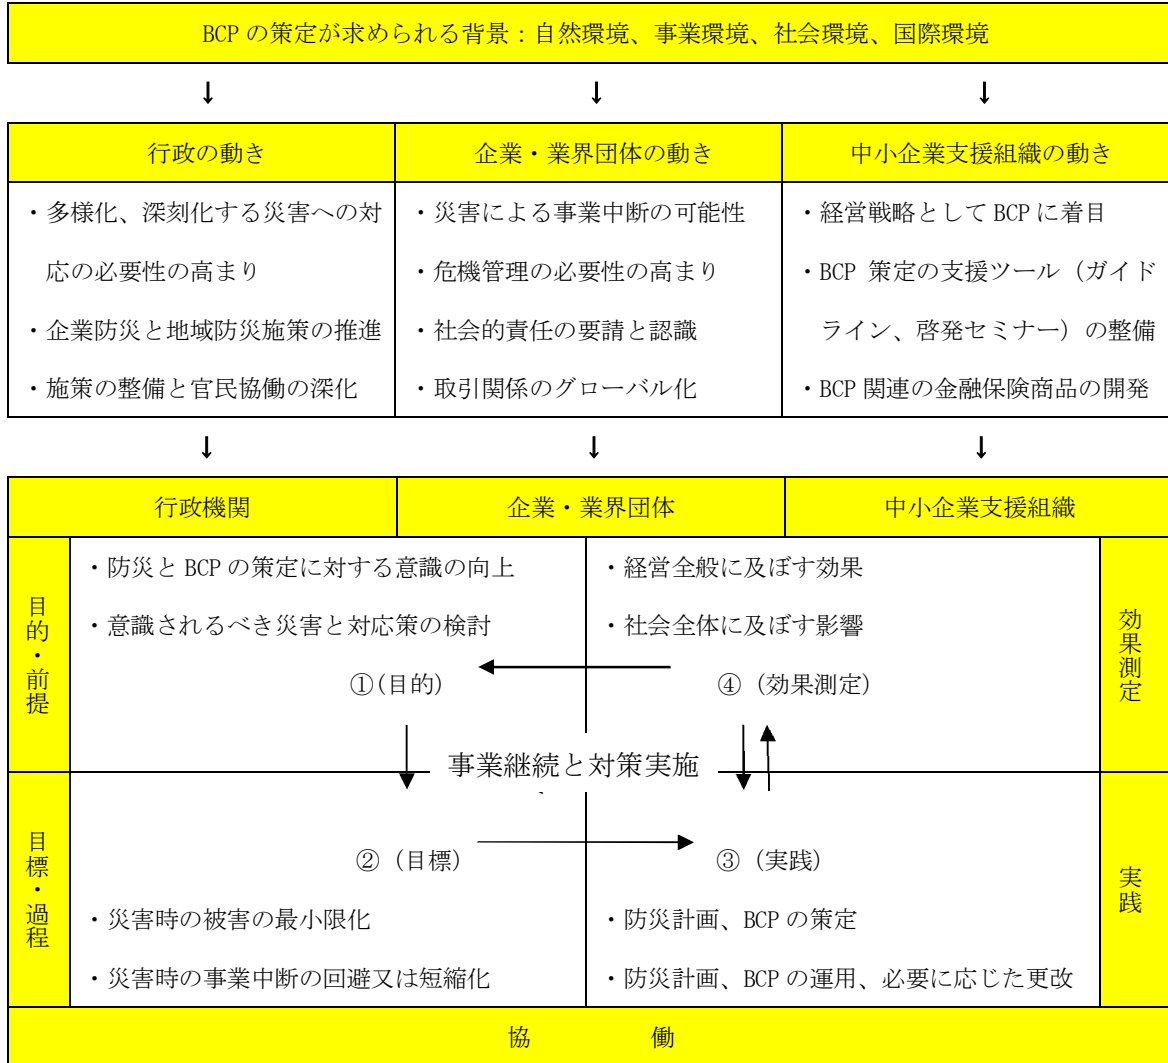 BCP の策定が求められる背景：自然環境、事業環境、社会環境、国際環境
↓ ↓ ↓
行政の動き
・多様化、深刻化する災害への対
応の必要性の高まり
・企業防災と地域防災施策の推進
・施策の整備と官民協働の深化
企業・業界団体の動き
・災害による事業中断の可能性
・危機管理の必要性の高まり
・社会的責任の要請と認識
・取引関係のグローバル化
中小企業支援組織の動き
・経営戦略として BCP に着目
・BCP 策定の支援ツール（ガイド
ライン、啓発セミナー）の整備
・BCP 関連の金融保険商品の開発
↓ ↓ ↓
行政機関
企業・業界団体
中小企業支援組織
目的・前提
・防災と BCP の策定に対する意識の向上
・意識されるべき災害と対応策の検討
①(目的)
・経営全般に及ぼす効果
・社会全体に及ぼす影響
④（効果測定）
効果測定
事業継続と対策実施
目標・過程
②（目標）
・災害時の被害の最小限化
・災害時の事業中断の回避又は短縮化
③（実践）
・防災計画、BCP の策定
・防災計画、BCP の運用、必要に応じた更改
実践
協　　　働